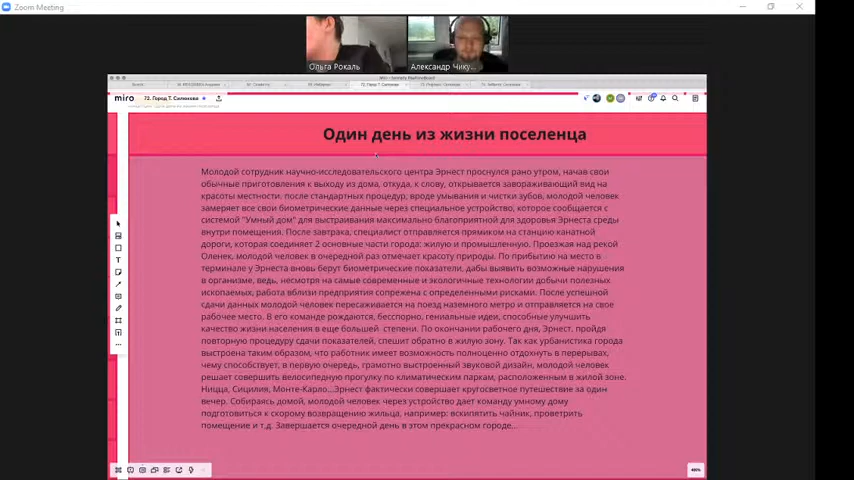 Zoom Meeting
Ольга Рокаль
Александр Чику...
miro
72. Город Т. Силюкова
Один день из жизни поселенца
Молодой сотрудник научно-исследовательского центра Эрнест проснулся рано утром, начав свои
обычные приготовления к выходу из дома, откуда, к слову, открывается завораживающий вид на
красоты местности. после стандартных процедур, вроде умывания и чистки зубов, молодой человек
замеряет все свои биометрические данные через специальное устройство, которое сообщается с
системой "Умный дом" для выстраивания максимально благоприятной для здоровья Эрнеста среды
внутри помещения. После завтрака, специалист отправляется прямиком на станцию канатной
дороги, которая соединяет 2 основные части города: жилую и промышленную. Проезжая над рекой
Оленек, молодой человек в очередной раз отмечает красоту природы. По прибытию на место в
терминале у Эрнеста вновь берут биометрические показатели, дабы выявить возможные нарушения
в организме, ведь, несмотря на самые современные и экологичные технологии добычи полезных
ископаемых, работа вблизи предприятия сопряжена с определенными рисками. После успешной
сдачи данных молодой человек пересаживается на поезд наземного метро и отправляется на свое
рабочее место. В его команде рождаются, бесспорно, гениальные идеи, способные улучшить
качество жизни населения в еще большей степени. По окончании рабочего дня, Эрнест. пройдя
повторную процедуру сдачи показателей, спешит обратно в жилую зону. Так как урбанистика города
выстроена таким образом, что работник имеет возможность полноценно отдохнуть в перерывах,
чему способствует, в первую очередь, грамотно выстроенный звуковой дизайн, молодой человек
решает совершить велосипедную прогулку по климатическим паркам, расположенным в жилой зоне.
Ницца, Сицилия, Монте-Карло...Эрнест фактически совершает кругосветное путешествие за один
вечер. Собираясь домой, молодой человек через устройство дает команду умному дому
подготовиться к скорому возвращению жильца, например: вскипятить чайник, проветрить
помещение и т.д. Завершается очередной день в этом прекрасном городе...